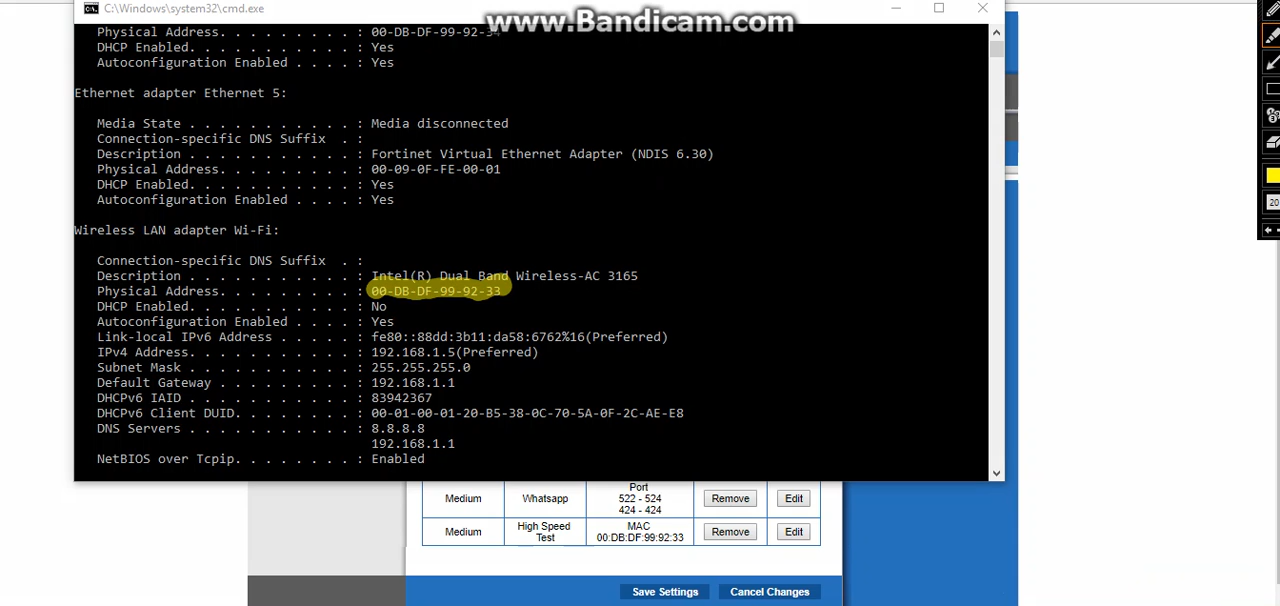 C:\Windows\system32\cmd.exe
www.Bandicam.com
Physical Address. . . . . . . . . : 00-DB-DF-99-92-34
DHCP Enabled. . . . . . . . . . . : Yes
Autoconfiguration Enabled . . . . : Yes
Ethernet adapter Ethernet 5:
Media State . . . . . . . . . . . : Media disconnected
Connection-specific DNS Suffix  . :
Description . . . . . . . . . . . : Fortinet Virtual Ethernet Adapter (NDIS 6.30)
Physical Address. . . . . . . . . : 00-09-0F-FE-00-01
DHCP Enabled. . . . . . . . . . . : Yes
Autoconfiguration Enabled . . . . : Yes
Wireless LAN adapter Wi-Fi:
Connection-specific DNS Suffix  . :
Description . . . . . . . . . . . : Intel(R) Dual Band Wireless-AC 3165
Physical Address. . . . . . . . . : 00-DB-DF-99-92-33
DHCP Enabled. . . . . . . . . . . : No
Autoconfiguration Enabled . . . . : Yes
Link-local IPv6 Address . . . . . : fe80::88dd:3b11:da58:6762%16(Preferred)
IPv4 Address. . . . . . . . . . . : 192.168.1.5(Preferred)
Subnet Mask . . . . . . . . . . . : 255.255.255.0
Default Gateway . . . . . . . . . : 192.168.1.1
DHCPv6 IAID . . . . . . . . . . . : 83942367
DHCPv6 Client DUID. . . . . . . . : 00-01-00-01-20-B5-38-0C-70-5A-0F-2C-AE-E8
DNS Servers . . . . . . . . . . . : 8.8.8.8
192.168.1.1
NetBIOS over Tcpip. . . . . . . . : Enabled
Medium Whatsapp Port 522 - 524 424 - 424 Remove Edit
Medium High Speed Test MAC 00:DB:DF:99:92:33 Remove Edit
Save Settings Cancel Changes
20